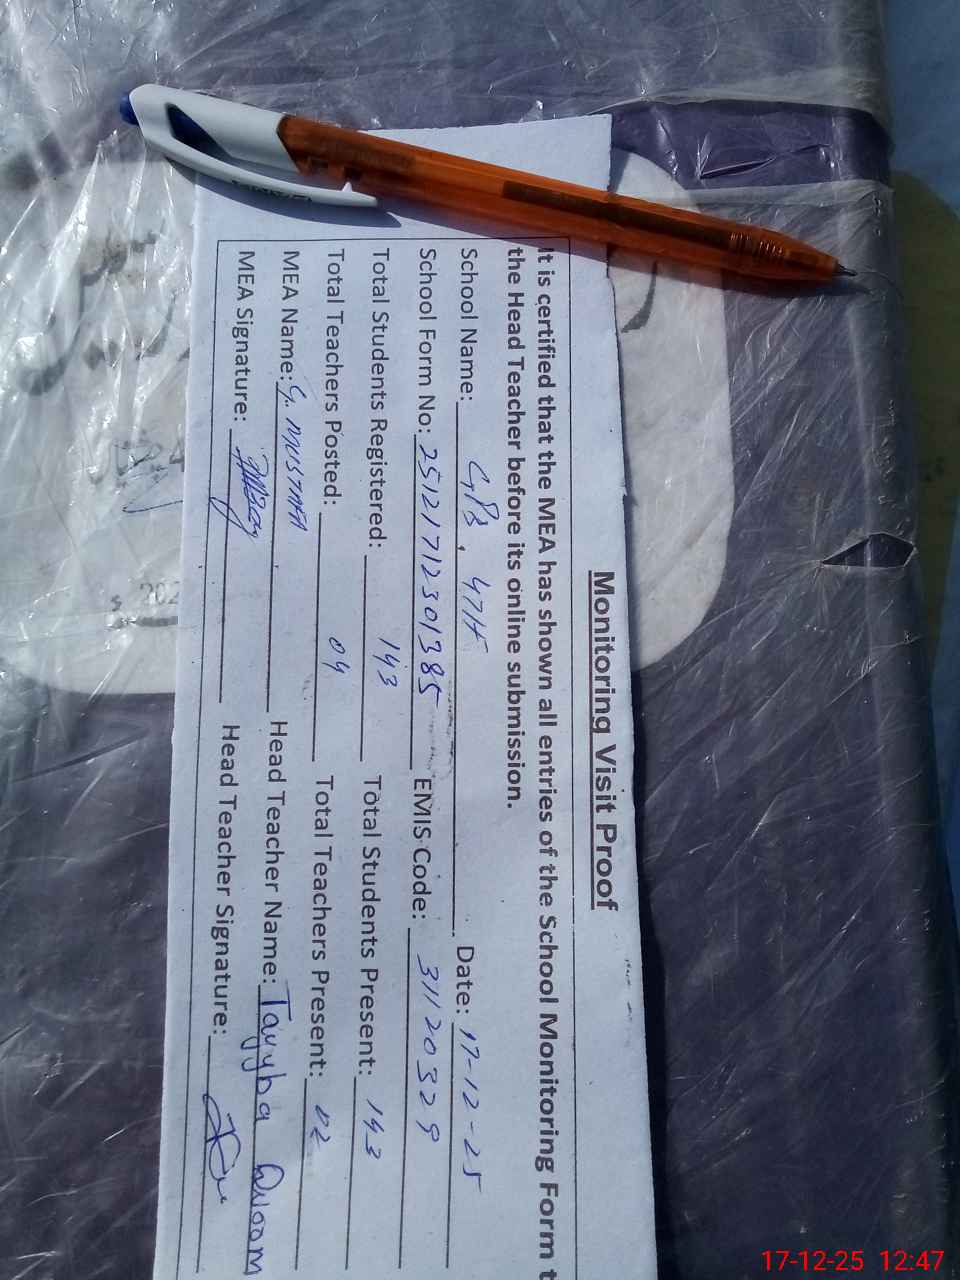 Monitoring Visit Proof
It is certified that the MEA has shown all entries of the School Monitoring Form t
the Head Teacher before its online submission.
School Name: GPS, 47/F Date: 17-12-25
School Form No: 25121712301385 EMIS Code: 31120329
Total Students Registered: 143 Total Students Present: 143
Total Teachers Posted: 04 Total Teachers Present: 02
MEA Name: G. MUSTAFA Head Teacher Name: Tayyba
MEA Signature: Head Teacher Signature:
17-12-25 12:47